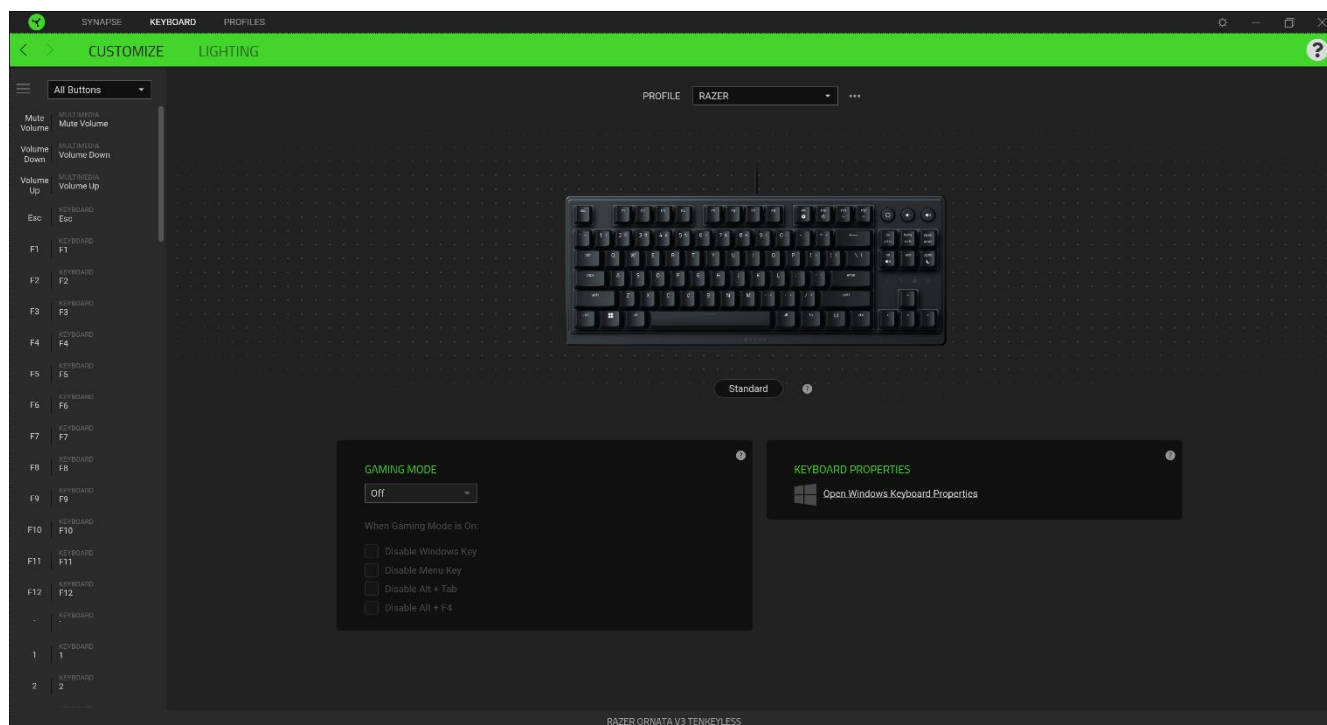 SYNAPSE KEYBOARD PROFILES
CUSTOMIZE LIGHTING
All Buttons
PROFILE RAZER
Mute Volume MULTIMEDIA Mute Volume
Volume Down MULTIMEDIA Volume Down
Volume Up MULTIMEDIA Volume Up
Esc KEYBOARD Esc
F1 KEYBOARD F1
F2 KEYBOARD F2
F3 KEYBOARD F3
F4 KEYBOARD F4
F5 KEYBOARD F5
F6 KEYBOARD F6
F7 KEYBOARD F7
F8 KEYBOARD F8
F9 KEYBOARD F9
F10 KEYBOARD F10
F11 KEYBOARD F11
F12 KEYBOARD F12
` KEYBOARD `
1 KEYBOARD 1
2 KEYBOARD 2
Standard
GAMING MODE
Off
When Gaming Mode is On:
Disable Windows Key
Disable Menu Key
Disable Alt + Tab
Disable Alt + F4
KEYBOARD PROPERTIES
Open Windows Keyboard Properties
RAZER ORNATA V3 TENKEYLESS